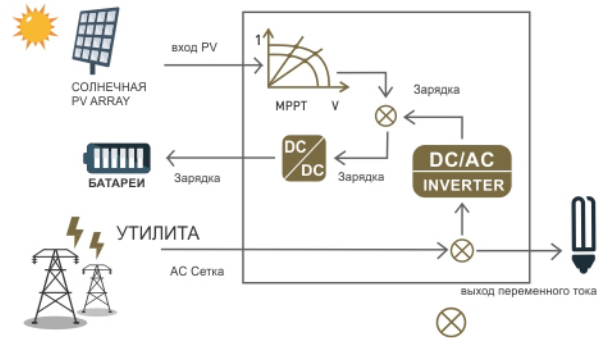 вход PV
1
MPPT V
СОЛНЕЧНАЯ
PV ARRAY
Зарядка
DC
DC
DC/AC
INVERTER
БАТАРЕИ
Зарядка
Зарядка
УТИЛИТА
AC Сетка
выход переменного тока